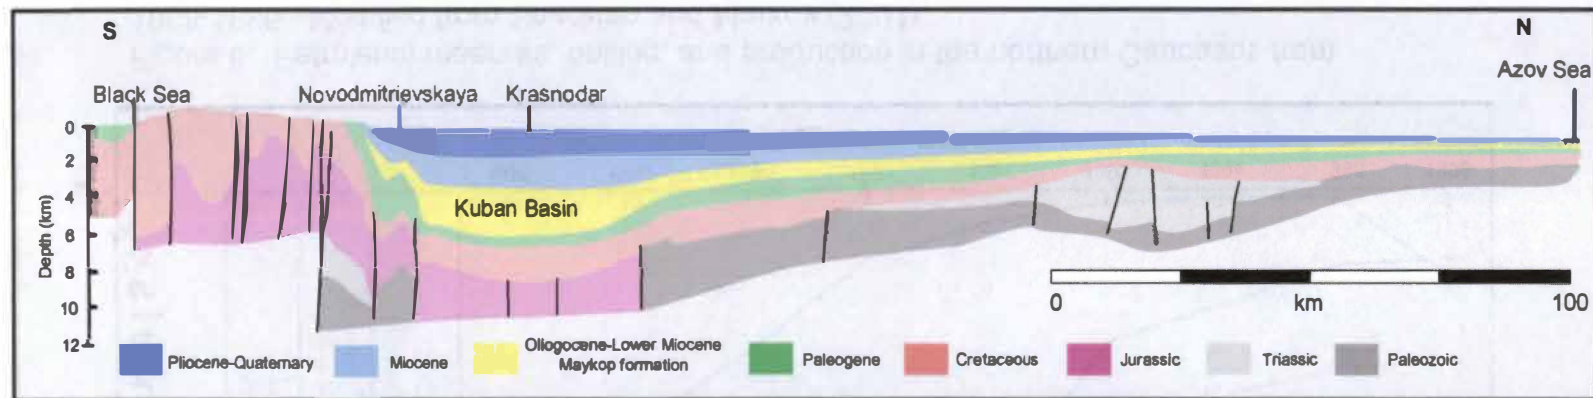 S
N
Black Sea
Novodmitrievskaya
Krasnodar
Azov Sea
Kuban Basin
Depth (km)
0
2
4
6
8
10
12
0
km
100
Pliocene-Quaternary
Miocene
Ollogocene-Lower Miocene
Maykop formation
Paleogene
Cretaceous
Jurassic
Triassic
Paleozoic